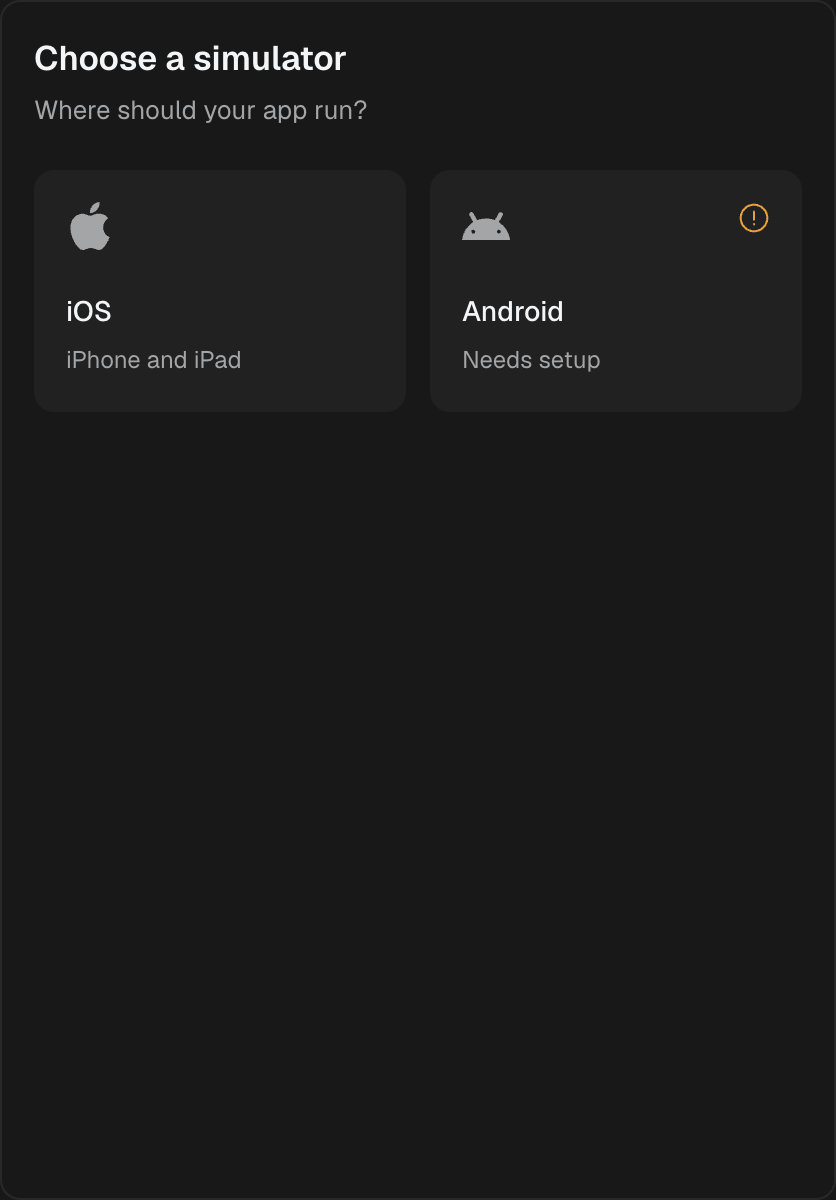 Choose a simulator
Where should your app run?
iOS
iPhone and iPad
Android
Needs setup